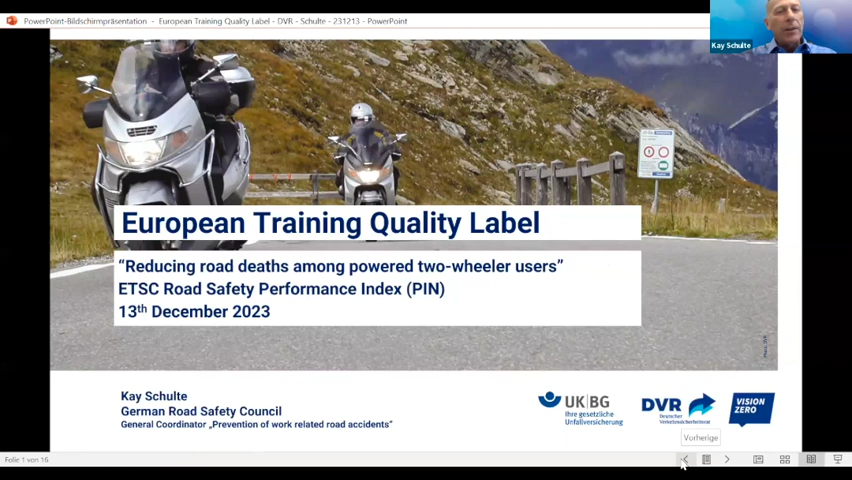 PowerPoint-Bildschirmpräsentation - European Training Quality Label - DVR - Schulte - 231213 - PowerPoint
Kay Schulte
European Training Quality Label
“Reducing road deaths among powered two-wheeler users”
ETSC Road Safety Performance Index (PIN)
13th December 2023
Kay Schulte
German Road Safety Council
General Coordinator „Prevention of work related road accidents“
UK|BG
Ihre gesetzliche
Unfallversicherung
DVR
Deutscher
Verkehrssicherheitsrat
VISION
ZERO
Vorherige
Folie 1 von 16